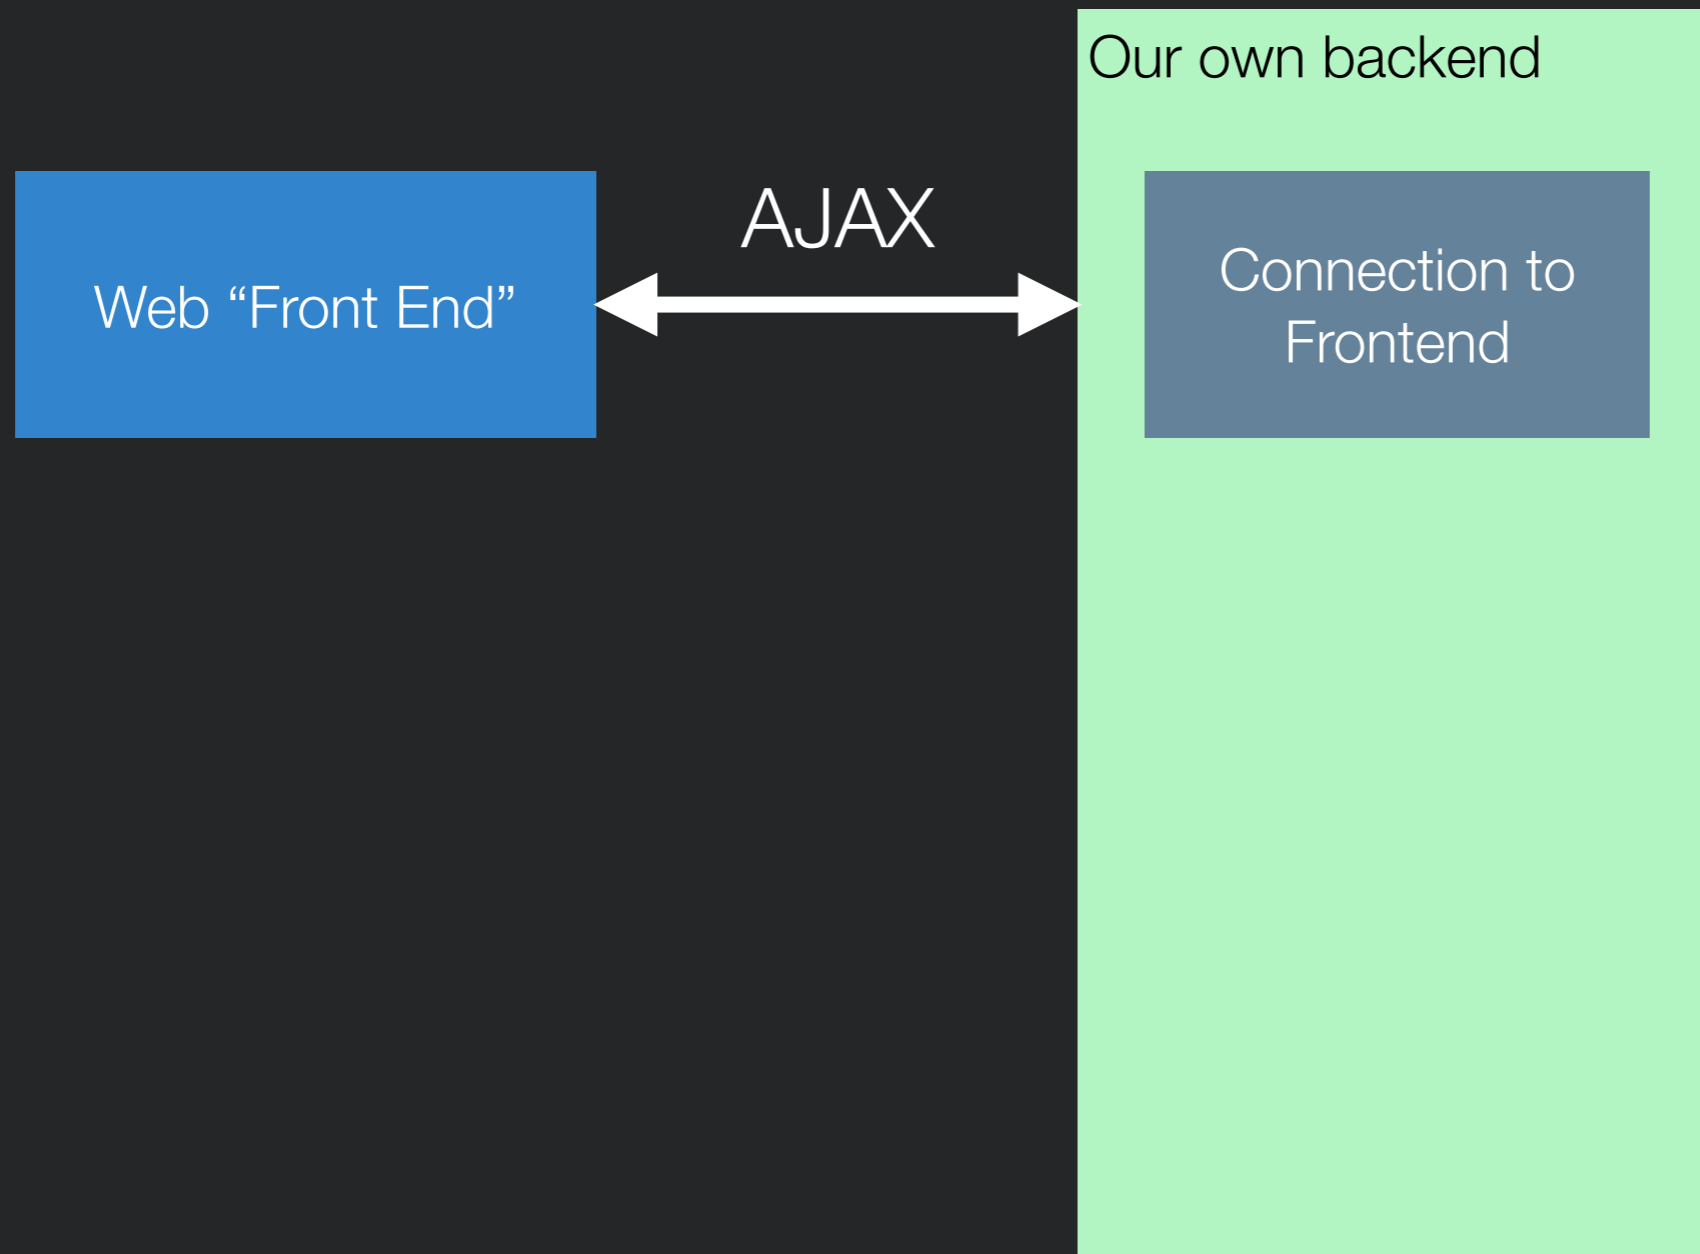 Our own backend
AJAX
Web “Front End”
Connection to
Frontend